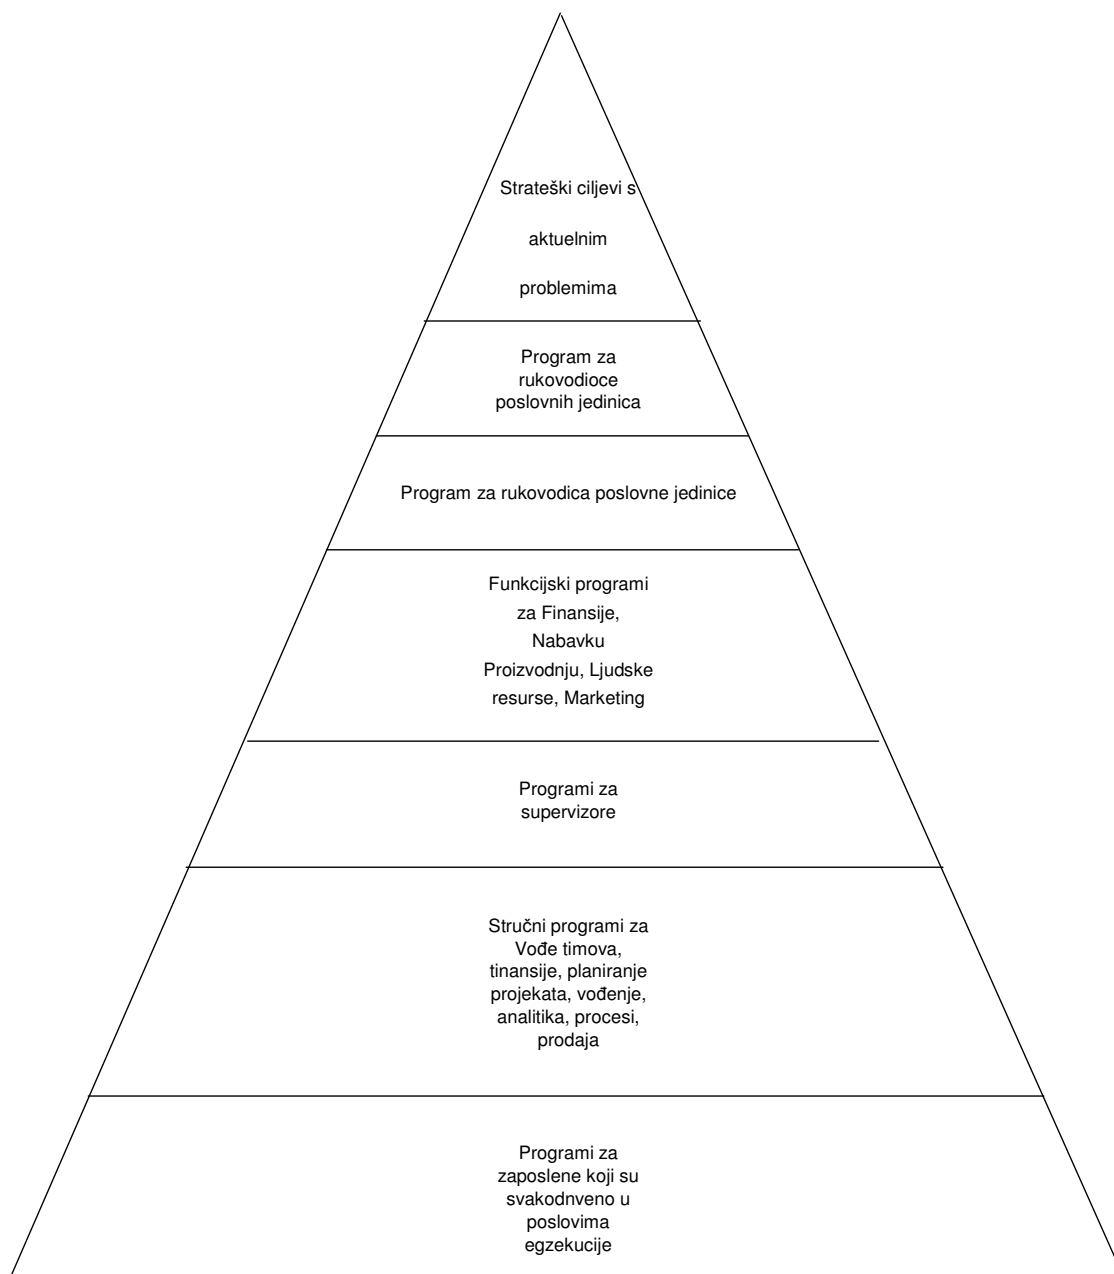 Strateški ciljevi s
aktuelnim
problemima
Program za
rukovodioce
poslovnih jedinica
Program za rukovodica poslovne jedinice
Funkcijski programi
za Finansije,
Nabavku
Proizvodnju, Ljudske
resurse, Marketing
Programi za
supervizore
Stručni programi za
Vođe timova,
tinansije, planiranje
projekata, vođenje,
analitika, procesi,
prodaja
Programi za
zaposlene koji su
svakodnveno u
poslovima
egzekucije